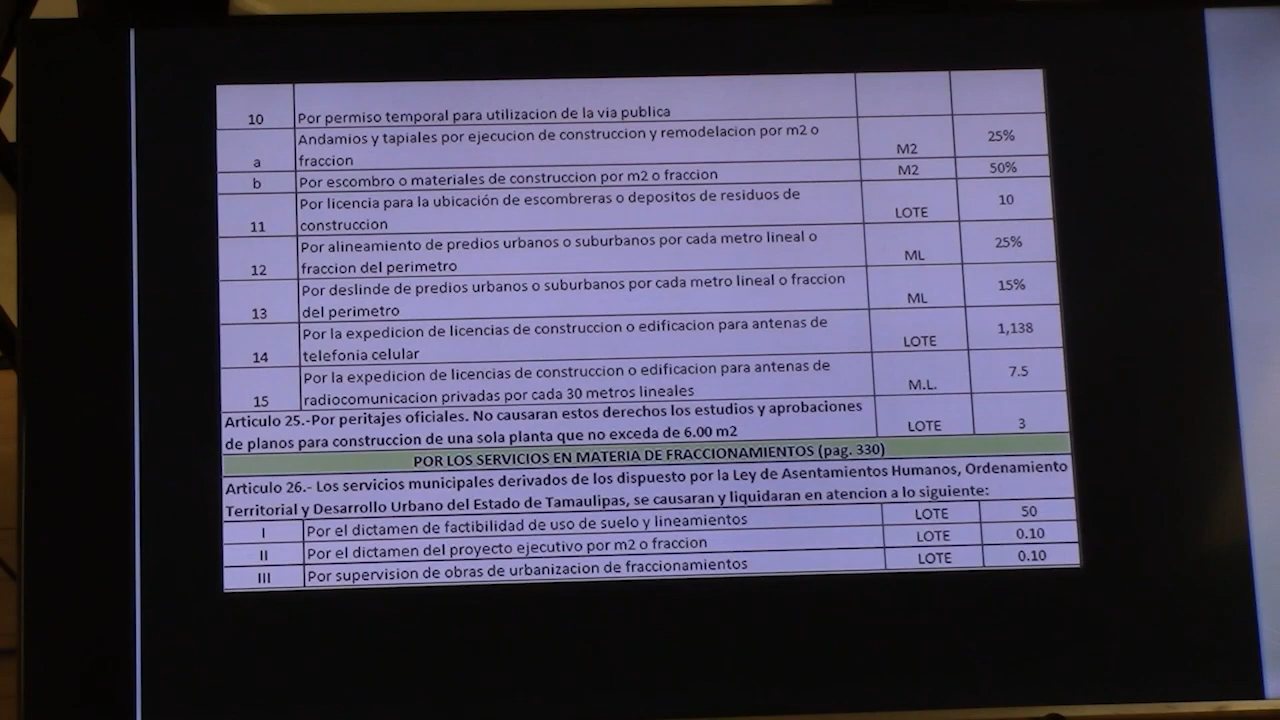 10 Por permiso temporal para utilizacion de la via publica
Andamios y tapiales por ejecucion de construccion y remodelacion por m2 o
a fraccion M2 25%
b Por escombro o materiales de construccion por m2 o fraccion M2 50%
Por licencia para la ubicación de escombreras o depositos de residuos de
11 construccion LOTE 10
Por alineamiento de predios urbanos o suburbanos por cada metro lineal o
12 fraccion del perimetro ML 25%
Por deslinde de predios urbanos o suburbanos por cada metro lineal o fraccion
13 del perimetro ML 15%
Por la expedicion de licencias de construccion o edificacion para antenas de
14 telefonia celular LOTE 1,138
Por la expedicion de licencias de construccion o edificacion para antenas de
15 radiocomunicacion privadas por cada 30 metros lineales M.L. 7.5
Articulo 25.-Por peritajes oficiales. No causaran estos derechos los estudios y aprobaciones
de planos para construccion de una sola planta que no exceda de 6.00 m2 LOTE 3
POR LOS SERVICIOS EN MATERIA DE FRACCIONAMIENTOS (pag. 330)
Articulo 26.- Los servicios municipales derivados de los dispuesto por la Ley de Asentamientos Humanos, Ordenamiento
Territorial y Desarrollo Urbano del Estado de Tamaulipas, se causaran y liquidaran en atencion a lo siguiente:
I Por el dictamen de factibilidad de uso de suelo y lineamientos LOTE 50
II Por el dictamen del proyecto ejecutivo por m2 o fraccion LOTE 0.10
III Por supervision de obras de urbanizacion de fraccionamientos LOTE 0.10